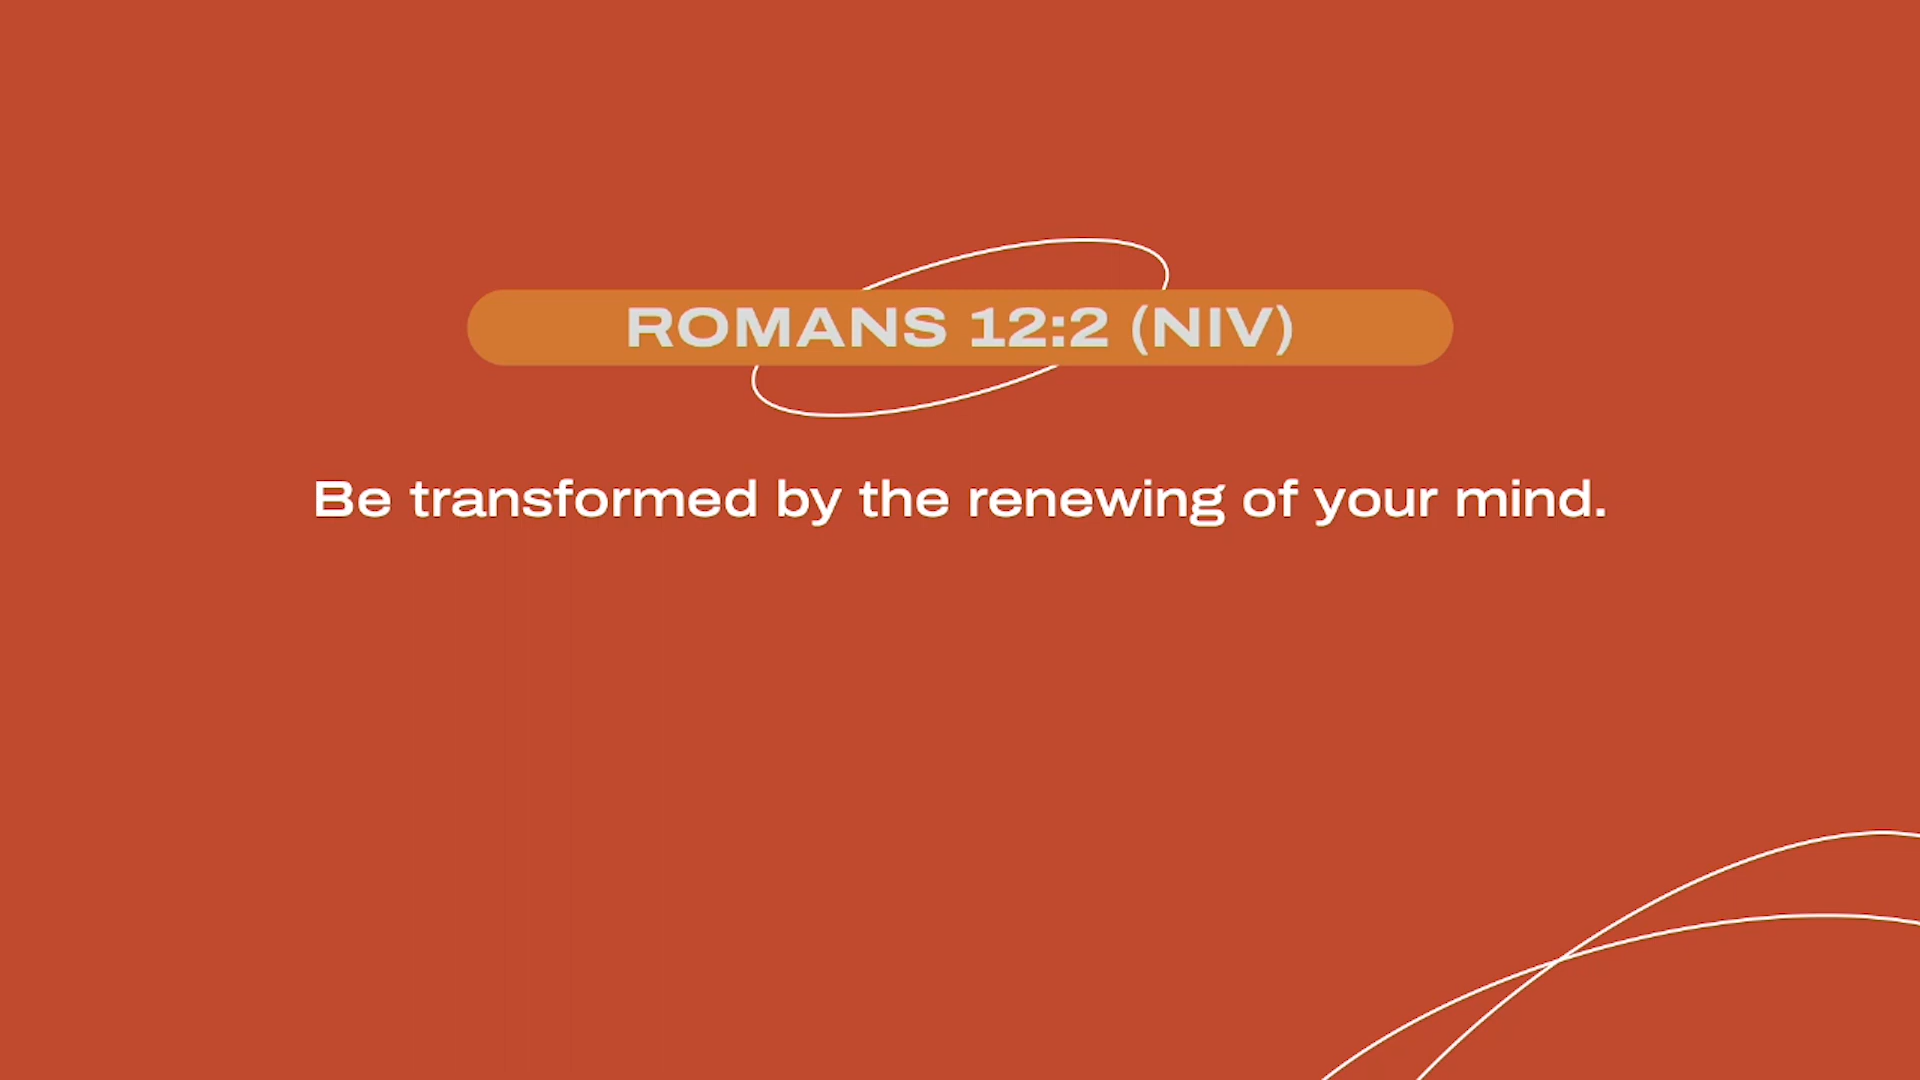 ROMANS 12:2 (NIV)
Be transformed by the renewing of your mind.